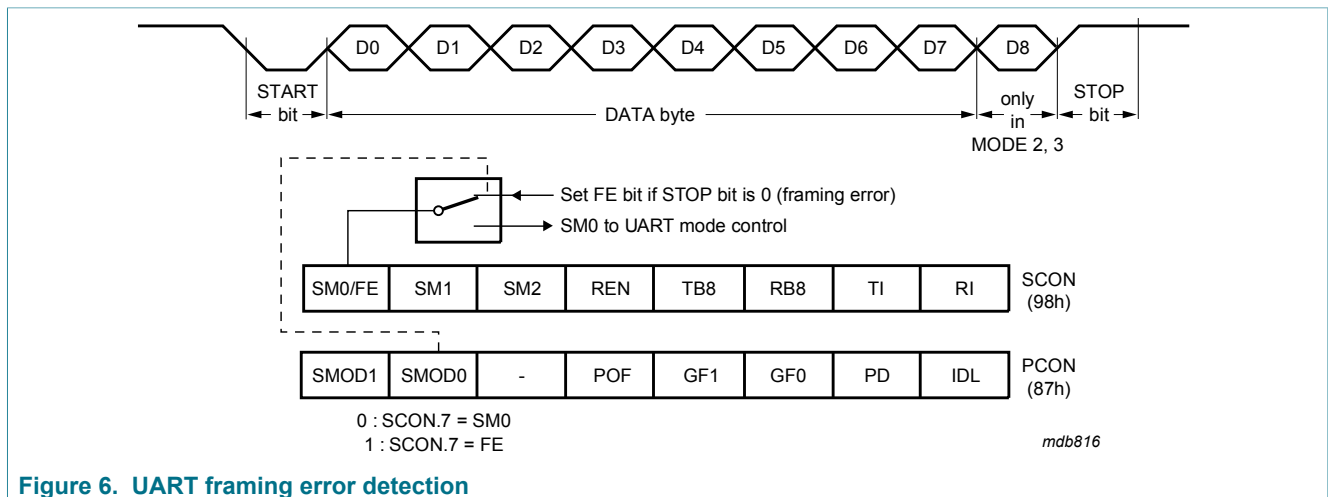 D0 D1 D2 D3 D4 D5 D6 D7 D8
START
bit
DATA byte
only
in
MODE 2, 3
STOP
bit
Set FE bit if STOP bit is 0 (framing error)
SM0 to UART mode control
SM0/FE SM1 SM2 REN TB8 RB8 TI RI
SCON
(98h)
SMOD1 SMOD0 - POF GF1 GF0 PD IDL
PCON
(87h)
0 : SCON.7 = SM0
1 : SCON.7 = FE
mdb816
Figure 6. UART framing error detection